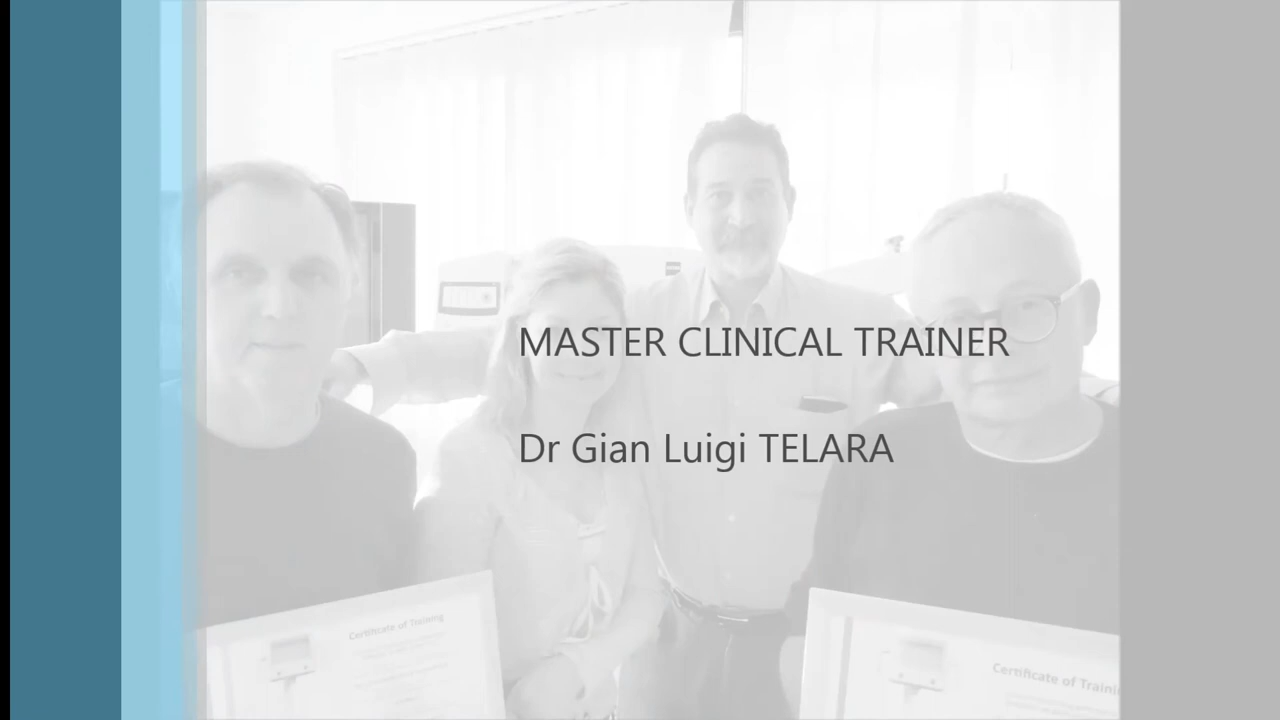 MASTER CLINICAL TRAINER
Dr Gian Luigi TELARA
Certificate of Training
Certificate of Traini